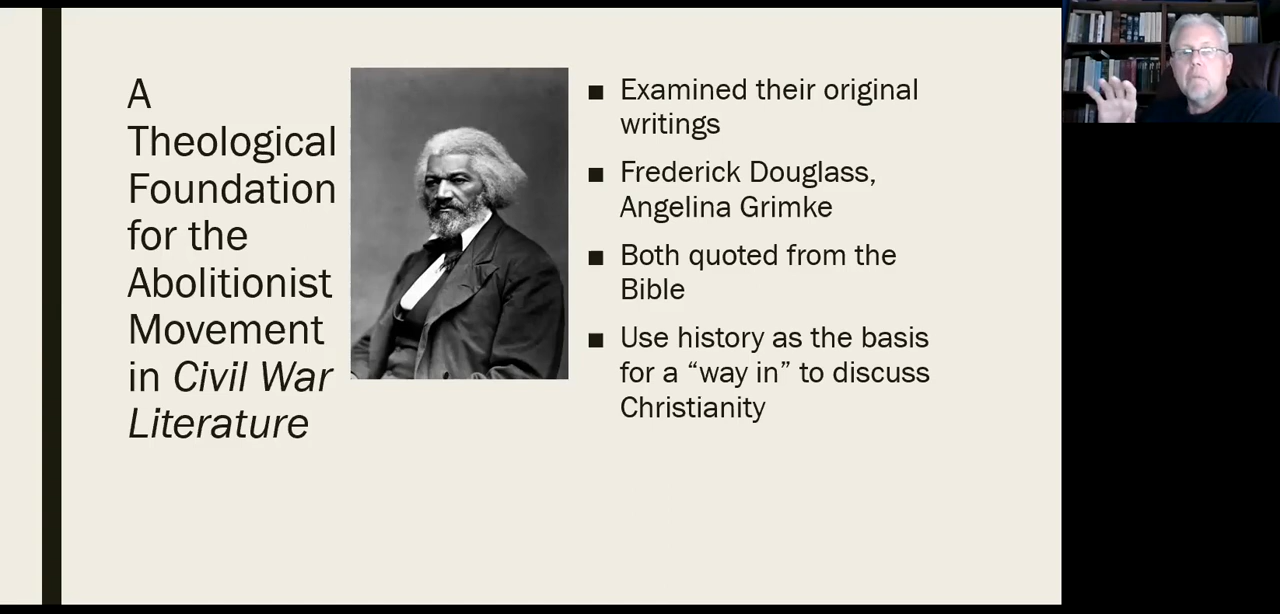 A
Theological
Foundation
for the
Abolitionist
Movement
in Civil War
Literature
■ Examined their original
writings
■ Frederick Douglass,
Angelina Grimke
■ Both quoted from the
Bible
■ Use history as the basis
for a “way in” to discuss
Christianity